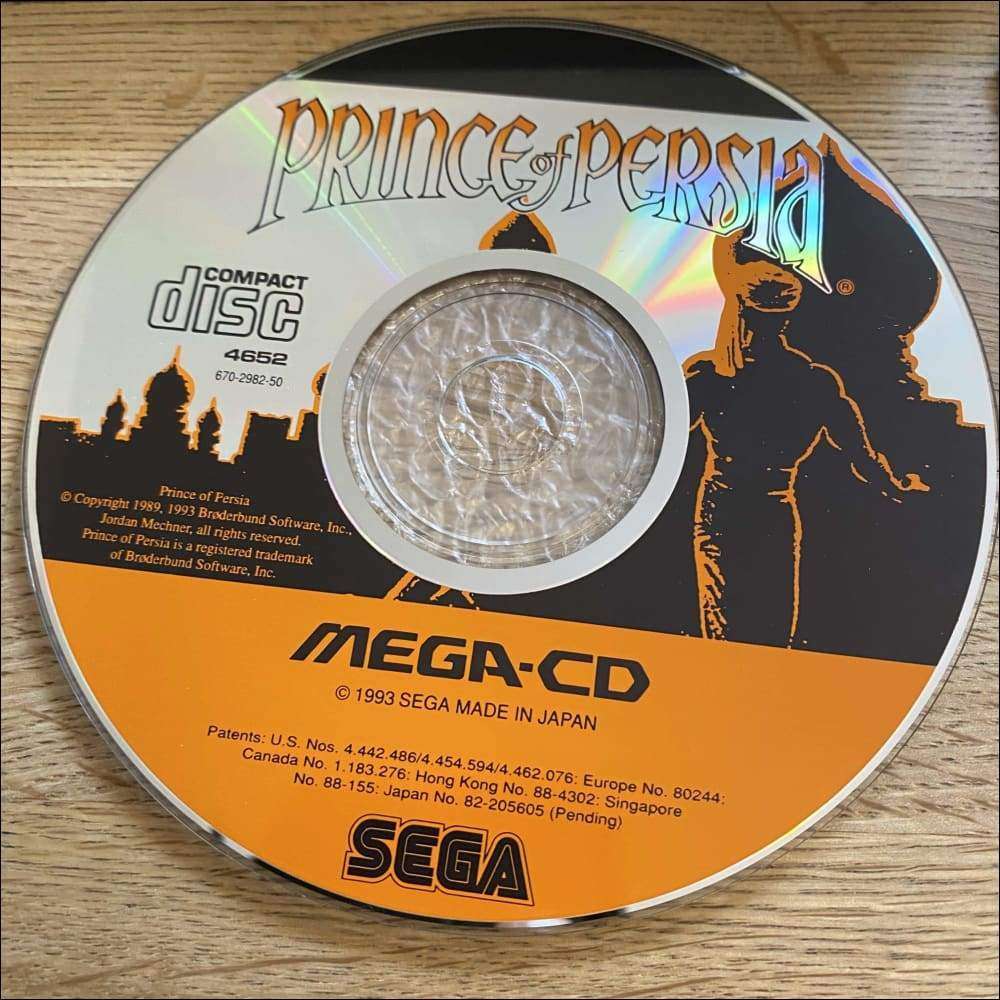 PRINCE of PERSIA
®
COMPACT
disc
4652
670-2982-50
Prince of Persia
© Copyright 1989, 1993 Brøderbund Software, Inc.,
Jordan Mechner, all rights reserved.
Prince of Persia is a registered trademark
of Brøderbund Software, Inc.
MEGA-CD
© 1993 SEGA MADE IN JAPAN
Patents: U.S. Nos. 4.442.486/4.454.594/4.462.076: Europe No. 80244:
Canada No. 1.183.276: Hong Kong No. 88-4302: Singapore
No. 88-155: Japan No. 82-205605 (Pending)
SEGA